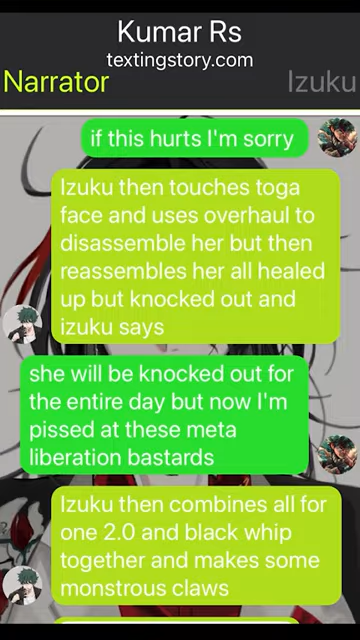 Kumar Rs
textingstory.com
Narrator
Izuku
if this hurts I'm sorry
Izuku then touches toga
face and uses overhaul to
disassemble her but then
reassembles her all healed
up but knocked out and
izuku says
she will be knocked out for
the entire day but now I'm
pissed at these meta
liberation bastards
Izuku then combines all for
one 2.0 and black whip
together and makes some
monstrous claws